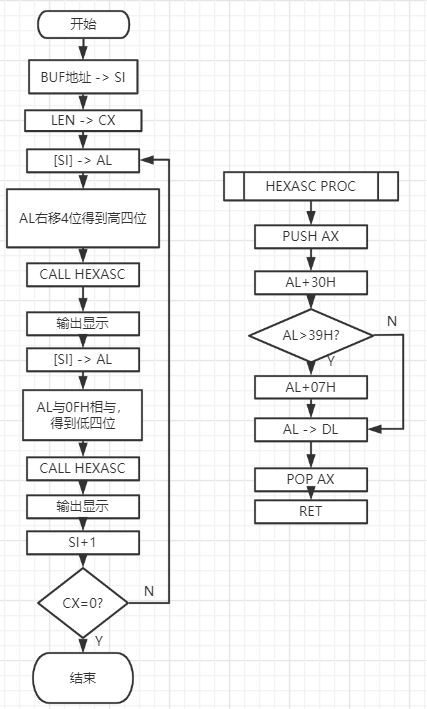 开始
BUF地址 -> SI
LEN -> CX
[SI] -> AL
AL右移4位得到高四位
CALL HEXASC
输出显示
[SI] -> AL
AL与0FH相与,
得到低四位
CALL HEXASC
输出显示
SI+1
CX=0?
N
Y
结束
HEXASC PROC
PUSH AX
AL+30H
AL>39H?
N
Y
AL+07H
AL -> DL
POP AX
RET